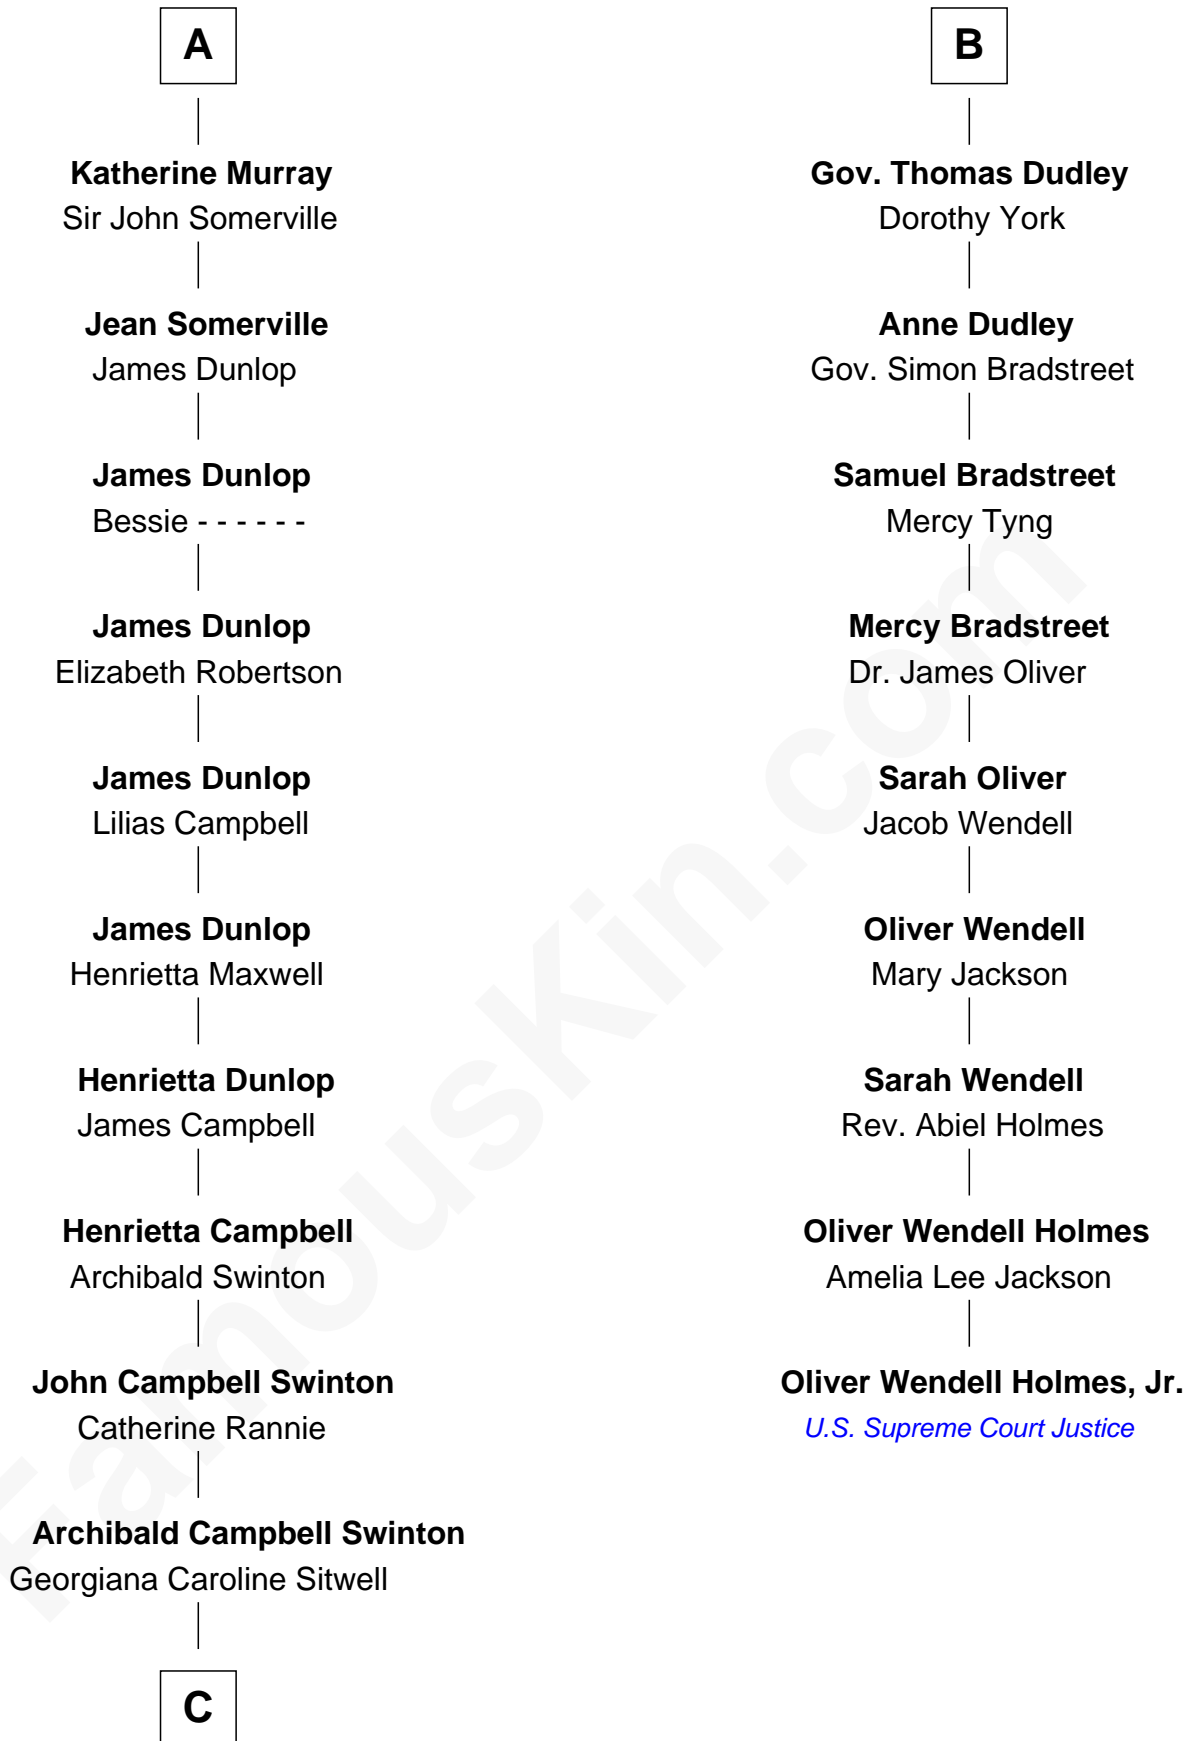 A
Katherine Murray
Sir John Somerville
Jean Somerville
James Dunlop
James Dunlop
Bessie - - - - - -
James Dunlop
Elizabeth Robertson
James Dunlop
Lilias Campbell
James Dunlop
Henrietta Maxwell
Henrietta Dunlop
James Campbell
Henrietta Campbell
Archibald Swinton
John Campbell Swinton
Catherine Rannie
Archibald Campbell Swinton
Georgiana Caroline Sitwell
C
B
Gov. Thomas Dudley
Dorothy York
Anne Dudley
Gov. Simon Bradstreet
Samuel Bradstreet
Mercy Tyng
Mercy Bradstreet
Dr. James Oliver
Sarah Oliver
Jacob Wendell
Oliver Wendell
Mary Jackson
Sarah Wendell
Rev. Abiel Holmes
Oliver Wendell Holmes
Amelia Lee Jackson
Oliver Wendell Holmes, Jr.
U.S. Supreme Court Justice
FamousKin.com